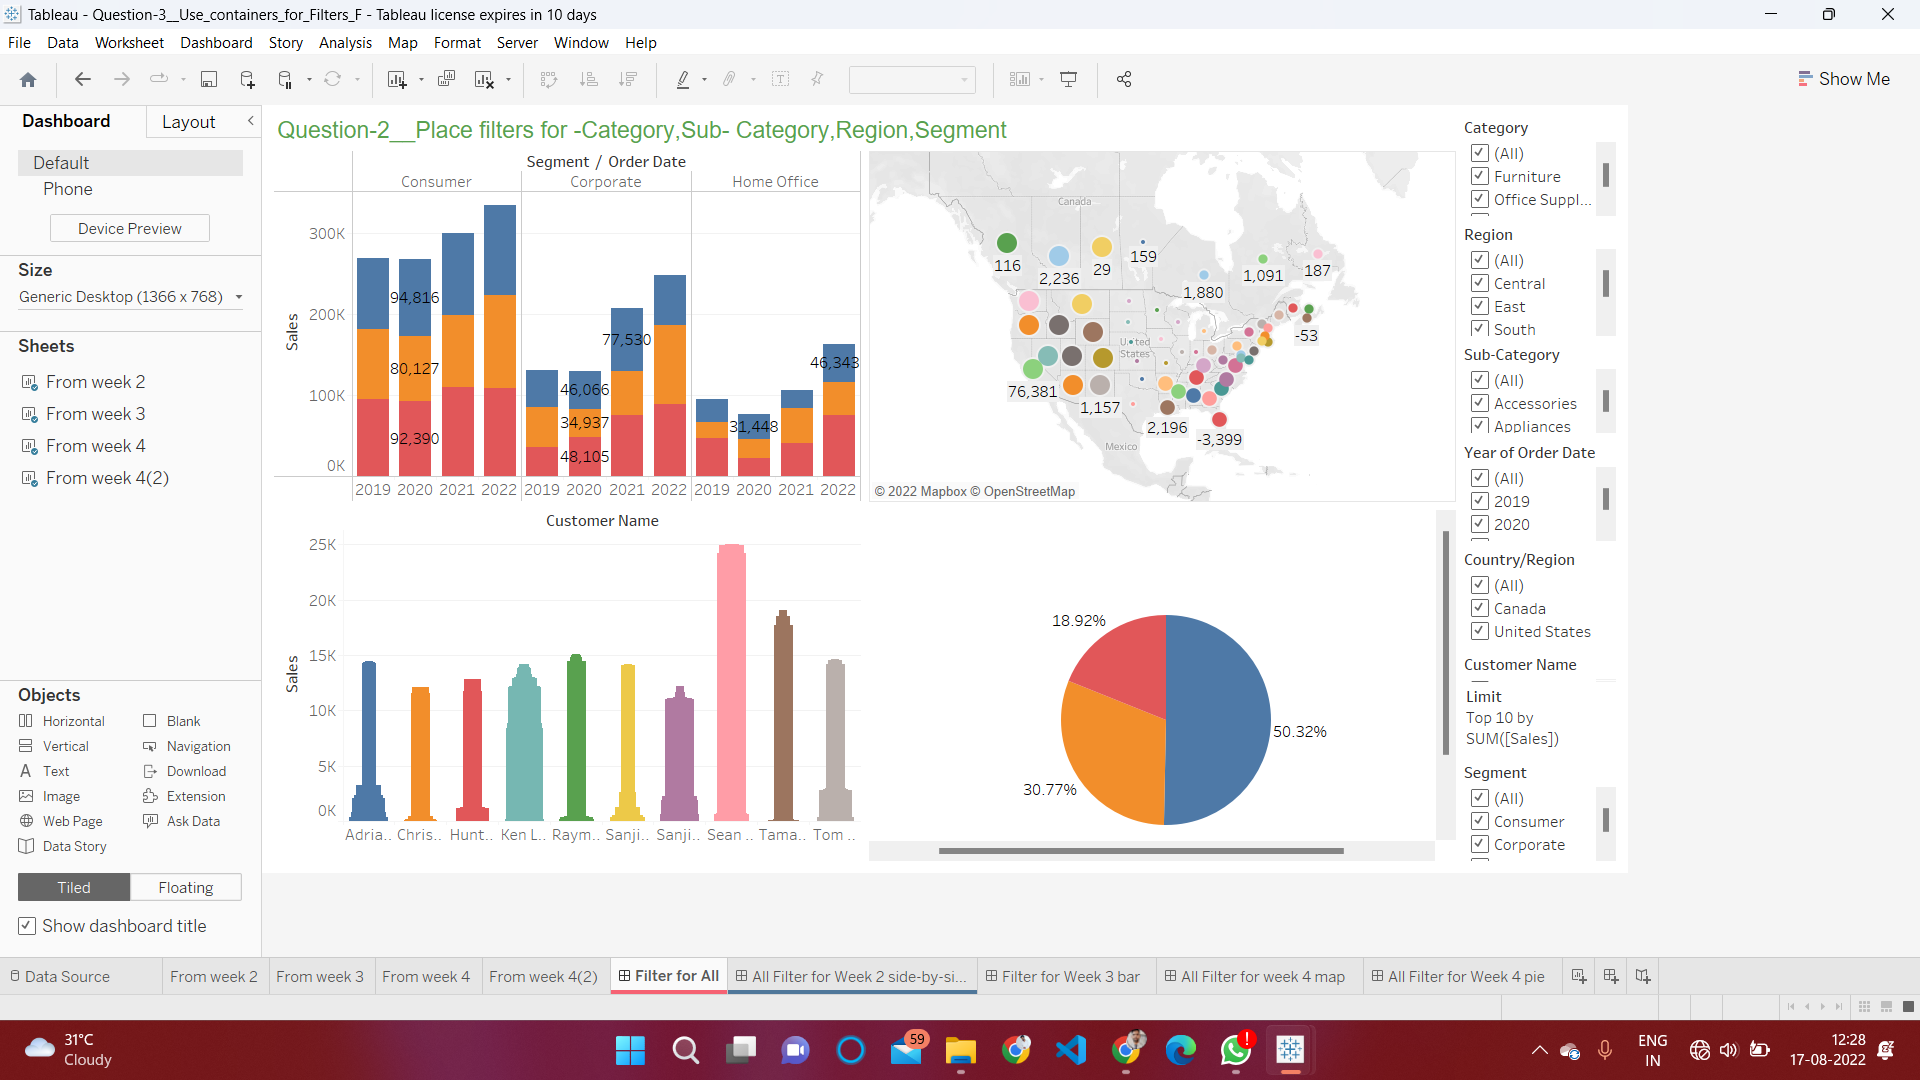 Tableau - Question-3__Use_containers_for_Filters_F - Tableau license expires in 10 days
File Data Worksheet Dashboard Story Analysis Map Format Server Window Help
Show Me
Dashboard Layout
Default
Phone
Device Preview
Size
Generic Desktop (1366 x 768)
Sheets
From week 2
From week 3
From week 4
From week 4(2)
Objects
Horizontal Blank
Vertical Navigation
Text Download
Image Extension
Web Page Ask Data
Data Story
Tiled Floating
Show dashboard title
Question-2__Place filters for -Category,Sub- Category,Region,Segment
Segment / Order Date
Consumer Corporate Home Office
Sales
300K
200K
100K
0K
94,816
80,127
92,390
46,066
34,937
48,105
77,530
31,448
46,343
2019 2020 2021 2022 2019 2020 2021 2022 2019 2020 2021 2022
Canada
United States
Mexico
116
2,236
29
159
1,880
1,091
187
-53
76,381
1,157
2,196
-3,399
© 2022 Mapbox © OpenStreetMap
Customer Name
Sales
25K
20K
15K
10K
5K
0K
Adria.. Chris.. Hunt.. Ken L.. Raym.. Sanji.. Sanji.. Sean .. Tama.. Tom ..
18.92%
50.32%
30.77%
Category
(All)
Furniture
Office Suppl...
Region
(All)
Central
East
South
Sub-Category
(All)
Accessories
Appliances
Year of Order Date
(All)
2019
2020
Country/Region
(All)
Canada
United States
Customer Name
Limit
Top 10 by
SUM([Sales])
Segment
(All)
Consumer
Corporate
Data Source From week 2 From week 3 From week 4 From week 4(2) Filter for All All Filter for Week 2 side-by-si... Filter for Week 3 bar All Filter for week 4 map All Filter for Week 4 pie
31°C
Cloudy
59
ENG
IN
12:28
17-08-2022